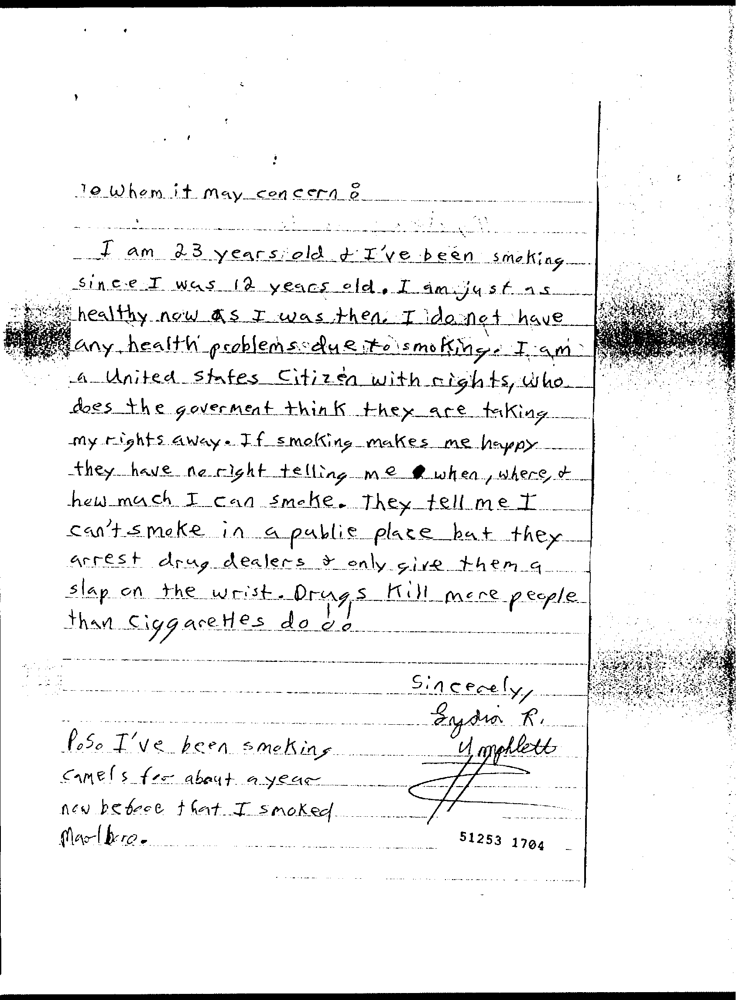 To Whom it may concern:
I am 23 years old & I've been smoking
since I was 12 years old. I am just as
healthy now as I was then. I do not have
any health problems due to smoking. I am
a United States Citizen with rights, who
does the goverment think they are taking
my rights away. If smoking makes me happy
they have no right telling me when, where, &
how much I can smoke. They tell me I
can't smoke in a public place but they
arrest drug dealers & only give them a
slap on the wrist. Drugs Kill more people
than Ciggarettes do!!
Sincerely,
Lydia R.
Umphlett
P.S. I've been smoking
Camels for about a year
now before that I smoked
Marlboro.
51253 1704